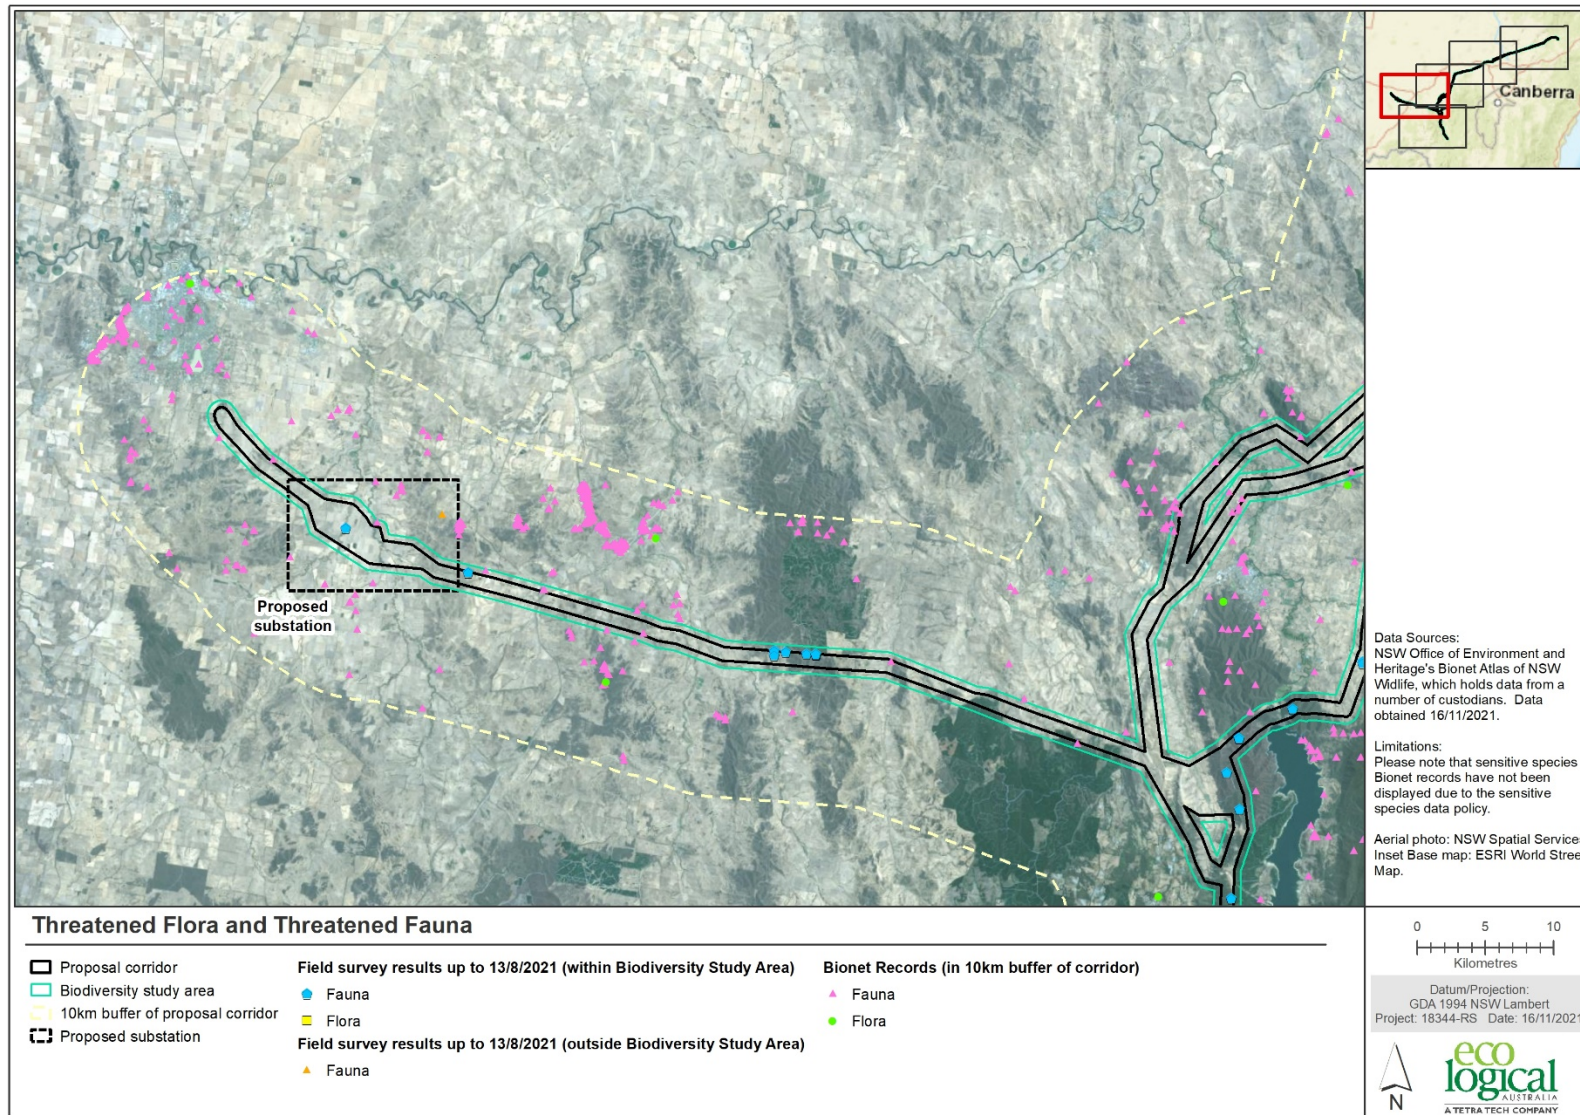 Canberra
Proposed
substation
Data Sources:
NSW Office of Environment and
Heritage's Bionet Atlas of NSW
Widlife, which holds data from a
number of custodians. Data
obtained 16/11/2021.
Limitations:
Please note that sensitive species
Bionet records have not been
displayed due to the sensitive
species data policy.
Aerial photo: NSW Spatial Services
Inset Base map: ESRI World Stree
Map.
Threatened Flora and Threatened Fauna
Proposal corridor
Biodiversity study area
10km buffer of proposal corridor
Proposed substation
Field survey results up to 13/8/2021 (within Biodiversity Study Area)
Fauna
Flora
Field survey results up to 13/8/2021 (outside Biodiversity Study Area)
Fauna
Bionet Records (in 10km buffer of corridor)
Fauna
Flora
0 5 10
Kilometres
Datum/Projection:
GDA 1994 NSW Lambert
Project: 18344-RS Date: 16/11/2021
N
eco
logical
AUSTRALIA
A TETRA TECH COMPANY